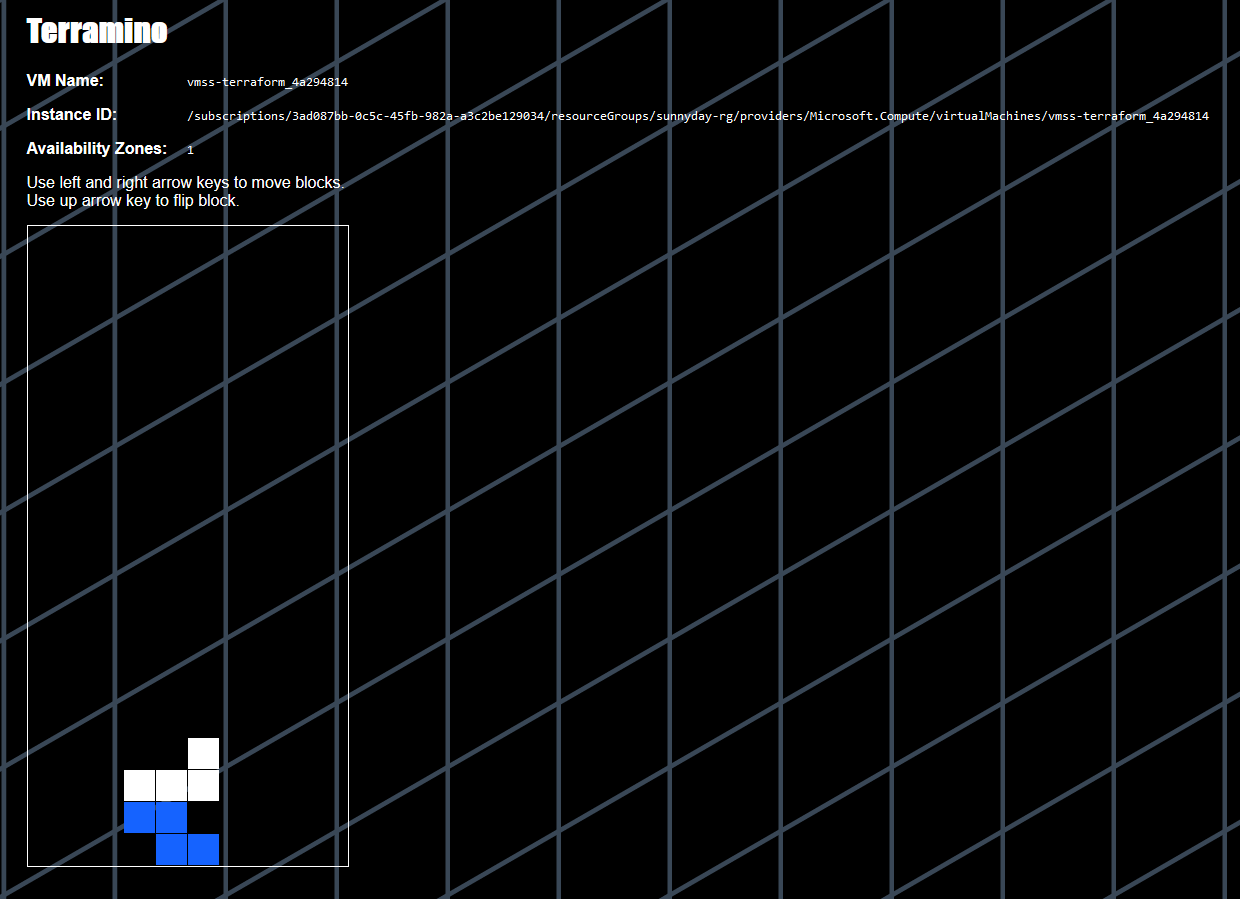 Terramino
VM Name: vmss-terraform_4a294814
Instance ID: /subscriptions/3ad087bb-0c5c-45fb-982a-a3c2be129034/resourceGroups/sunnyday-rg/providers/Microsoft.Compute/virtualMachines/vmss-terraform_4a294814
Availability Zones: 1
Use left and right arrow keys to move blocks.
Use up arrow key to flip block.